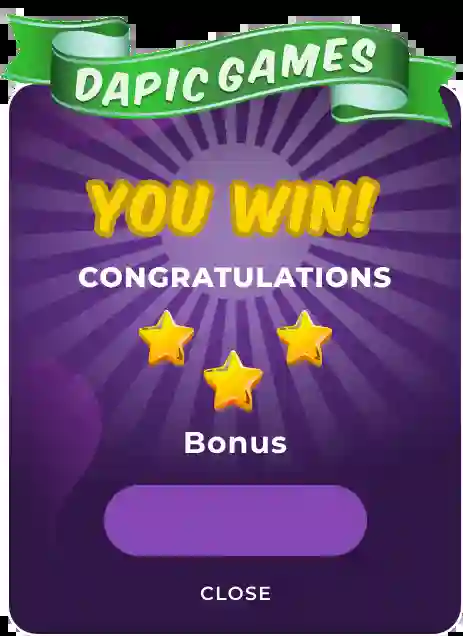 DAPIC GAMES
YOU WIN!
CONGRATULATIONS
Bonus
CLOSE